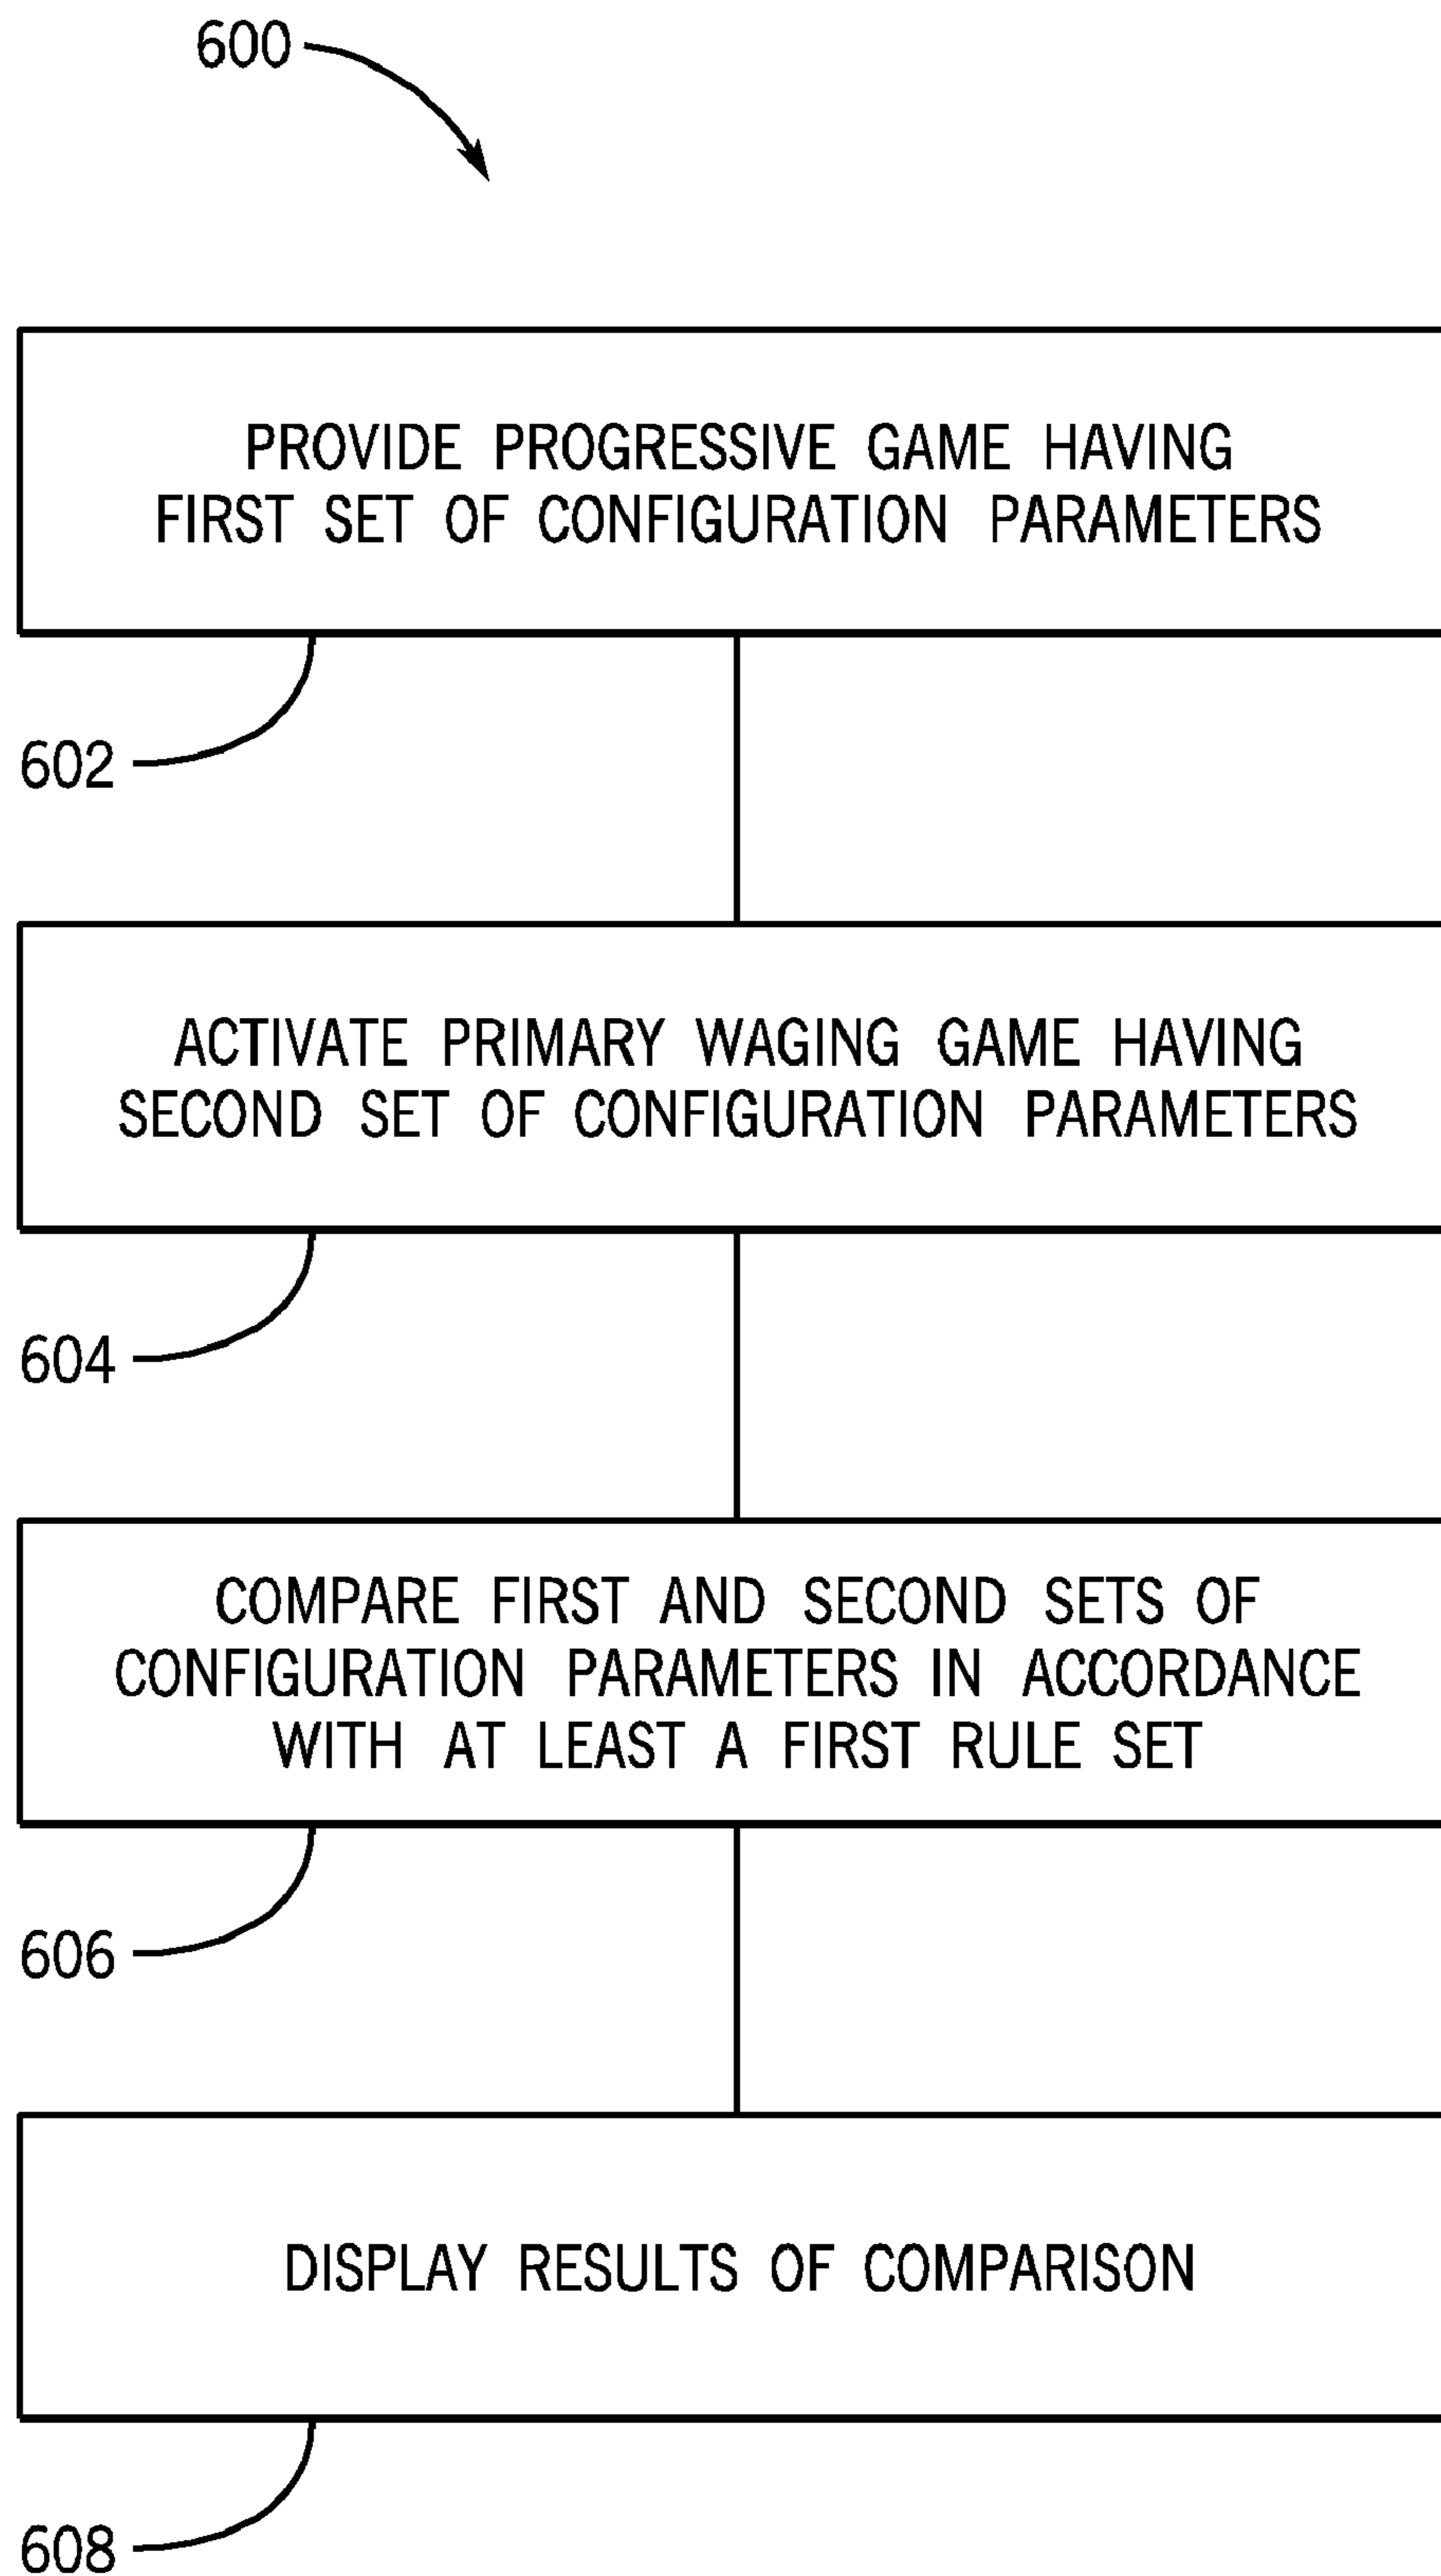 600
PROVIDE PROGRESSIVE GAME HAVING
FIRST SET OF CONFIGURATION PARAMETERS
602
ACTIVATE PRIMARY WAGING GAME HAVING
SECOND SET OF CONFIGURATION PARAMETERS
604
COMPARE FIRST AND SECOND SETS OF
CONFIGURATION PARAMETERS IN ACCORDANCE
WITH AT LEAST A FIRST RULE SET
606
DISPLAY RESULTS OF COMPARISON
608